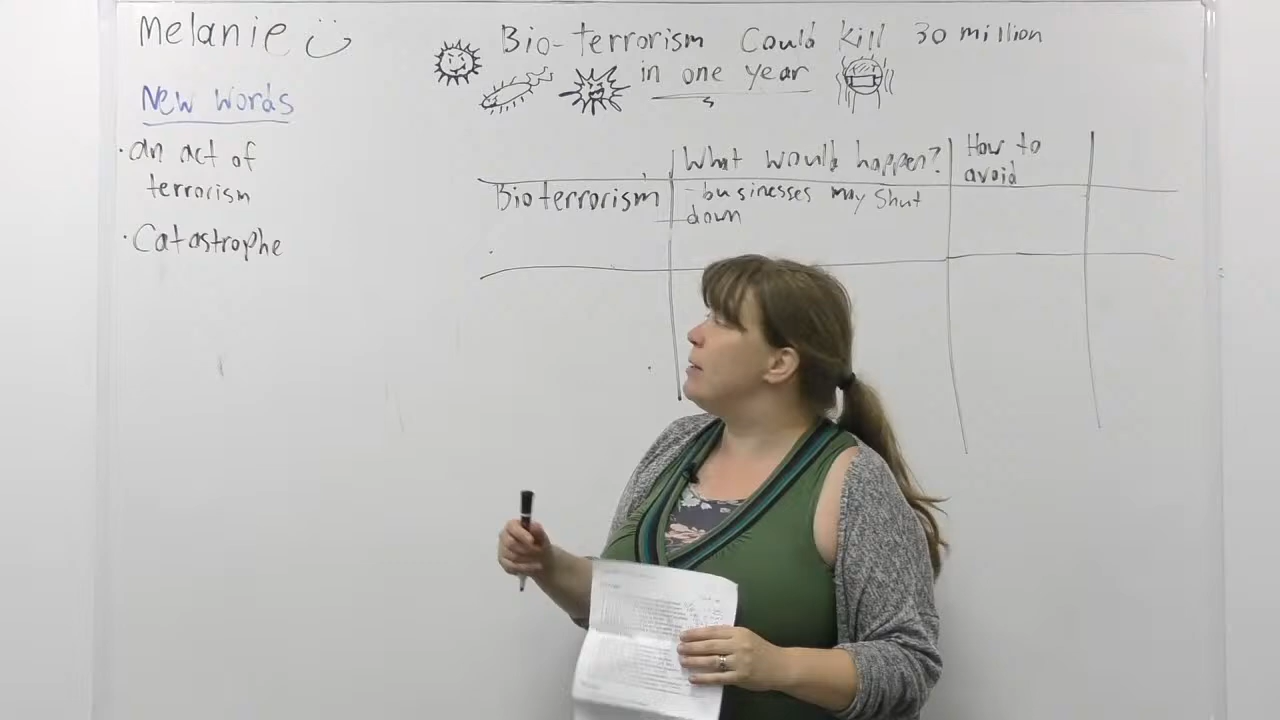 Melanie
New words
• An act of
terrorism
• Catastrophe
Bio-terrorism Could kill 30 million
in one year
What would happen?
How to
avoid
Bioterrorism
- businesses may Shut
down